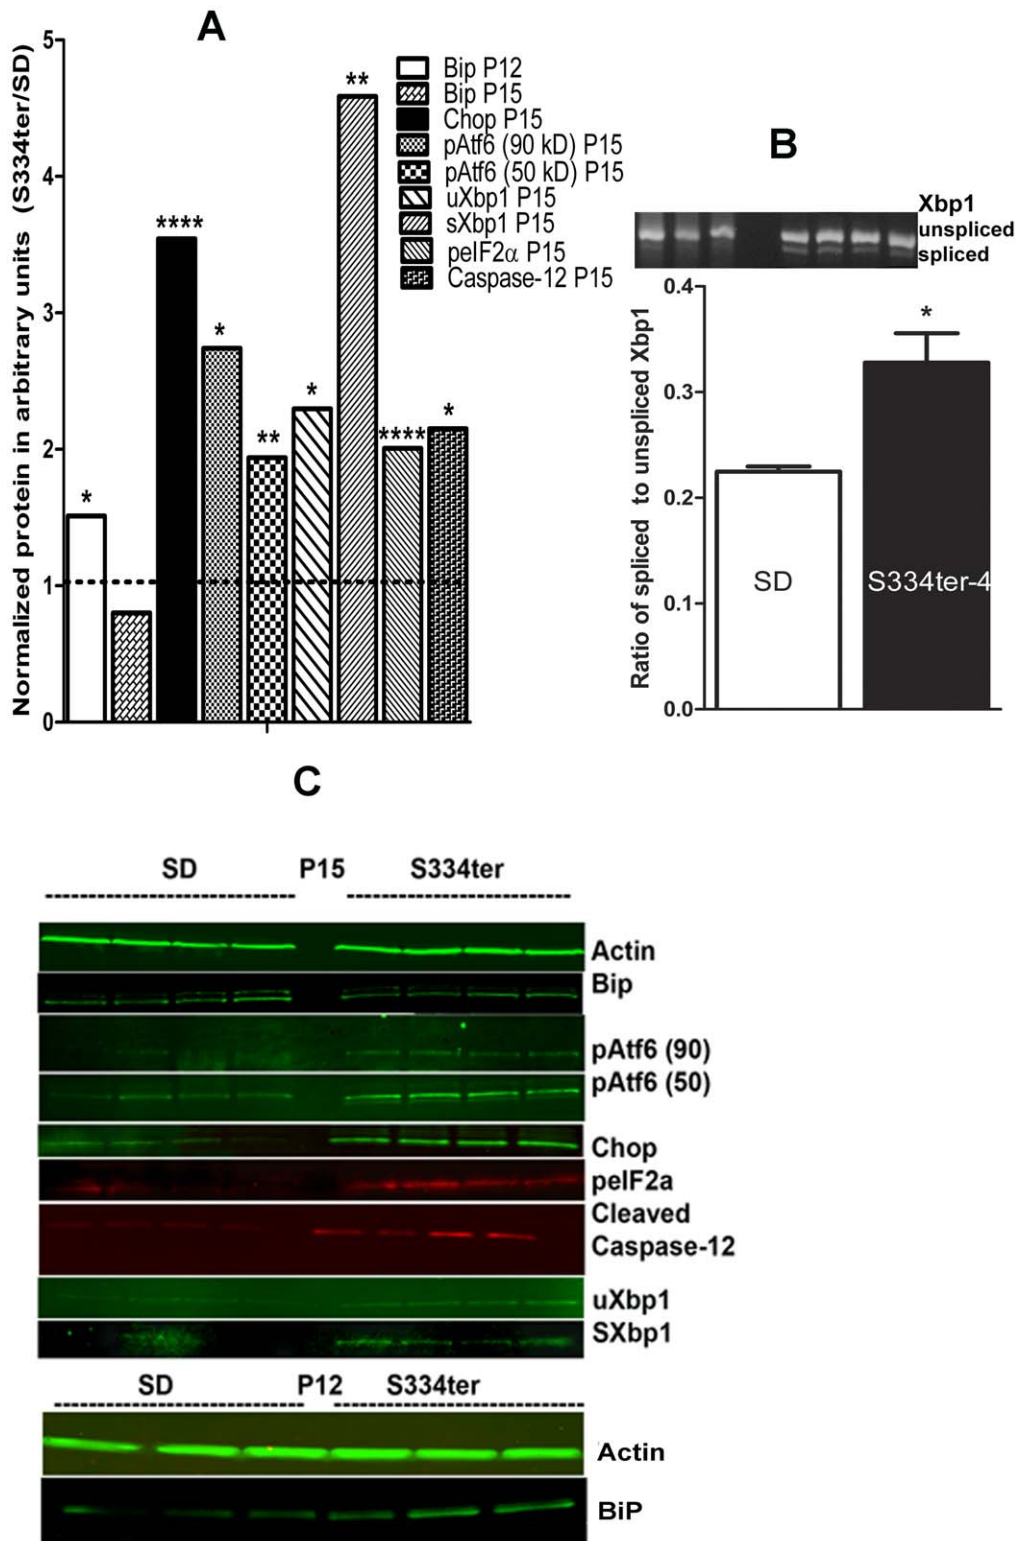 A
Normalized protein in arbitrary units (S334ter/SD)
5
4
3
2
1
0
*
****
*
**
*
**
****
*
Bip P12
Bip P15
Chop P15
pAtf6 (90 kD) P15
pAtf6 (50 kD) P15
uXbp1 P15
sXbp1 P15
peIF2α P15
Caspase-12 P15
B
Xbp1
unspliced
spliced
Ratio of spliced to unspliced Xbp1
0.4
0.3
0.2
0.1
0.0
*
SD
S334ter-4
C
SD P15 S334ter
Actin
Bip
pAtf6 (90)
pAtf6 (50)
Chop
peIF2a
Cleaved
Caspase-12
uXbp1
SXbp1
SD P12 S334ter
Actin
BiP